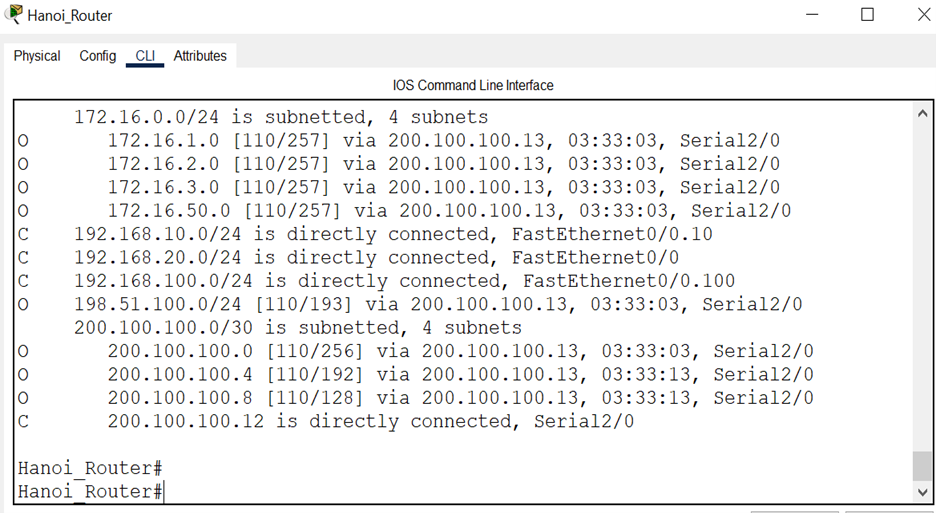 Hanoi_Router
Physical Config CLI Attributes
IOS Command Line Interface
172.16.0.0/24 is subnetted, 4 subnets
O 172.16.1.0 [110/257] via 200.100.100.13, 03:33:03, Serial2/0
O 172.16.2.0 [110/257] via 200.100.100.13, 03:33:03, Serial2/0
O 172.16.3.0 [110/257] via 200.100.100.13, 03:33:03, Serial2/0
O 172.16.50.0 [110/257] via 200.100.100.13, 03:33:03, Serial2/0
C 192.168.10.0/24 is directly connected, FastEthernet0/0.10
C 192.168.20.0/24 is directly connected, FastEthernet0/0
C 192.168.100.0/24 is directly connected, FastEthernet0/0.100
O 198.51.100.0/24 [110/193] via 200.100.100.13, 03:33:03, Serial2/0
200.100.100.0/30 is subnetted, 4 subnets
O 200.100.100.0 [110/256] via 200.100.100.13, 03:33:03, Serial2/0
O 200.100.100.4 [110/192] via 200.100.100.13, 03:33:13, Serial2/0
O 200.100.100.8 [110/128] via 200.100.100.13, 03:33:13, Serial2/0
C 200.100.100.12 is directly connected, Serial2/0
Hanoi_Router#
Hanoi_Router#